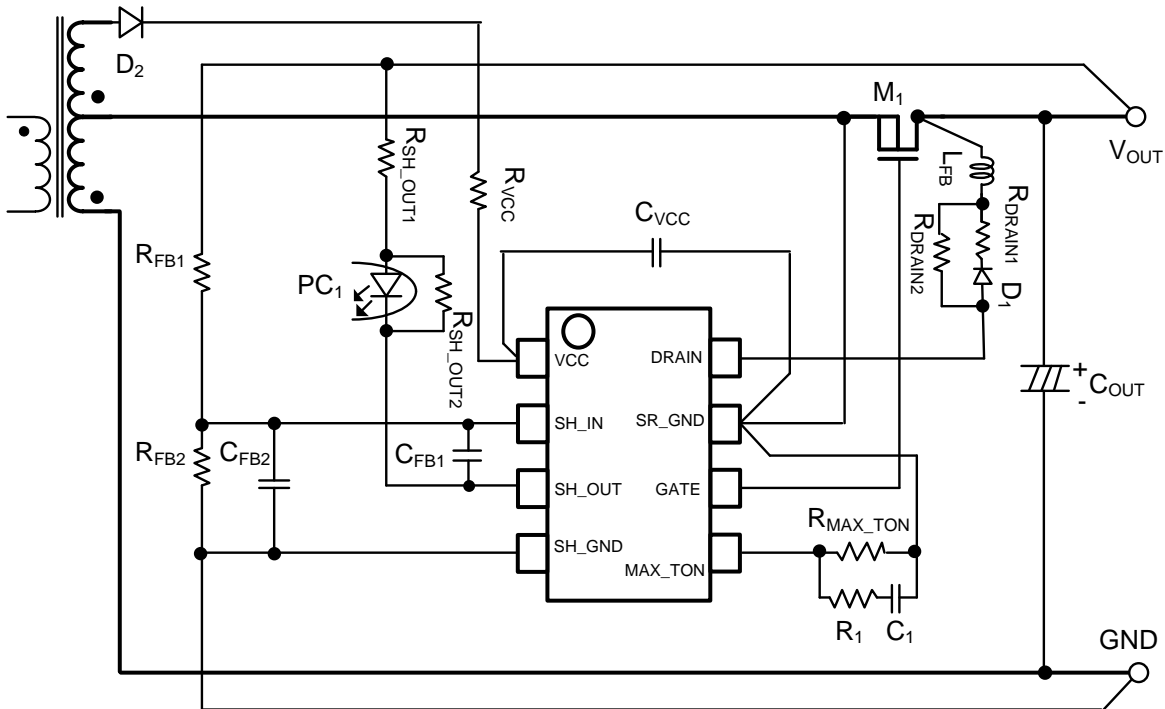 D2
M1
VOUT
RSH_OUT1
RVCC
LFB
RDRAIN1
RDRAIN2
D1
CVCC
RFB1
PC1
RSH_OUT2
VCC
DRAIN
+
COUT
-
SH_IN
SR_GND
RFB2
CFB2
CFB1
SH_OUT
GATE
RMAX_TON
SH_GND
MAX_TON
R1
C1
GND